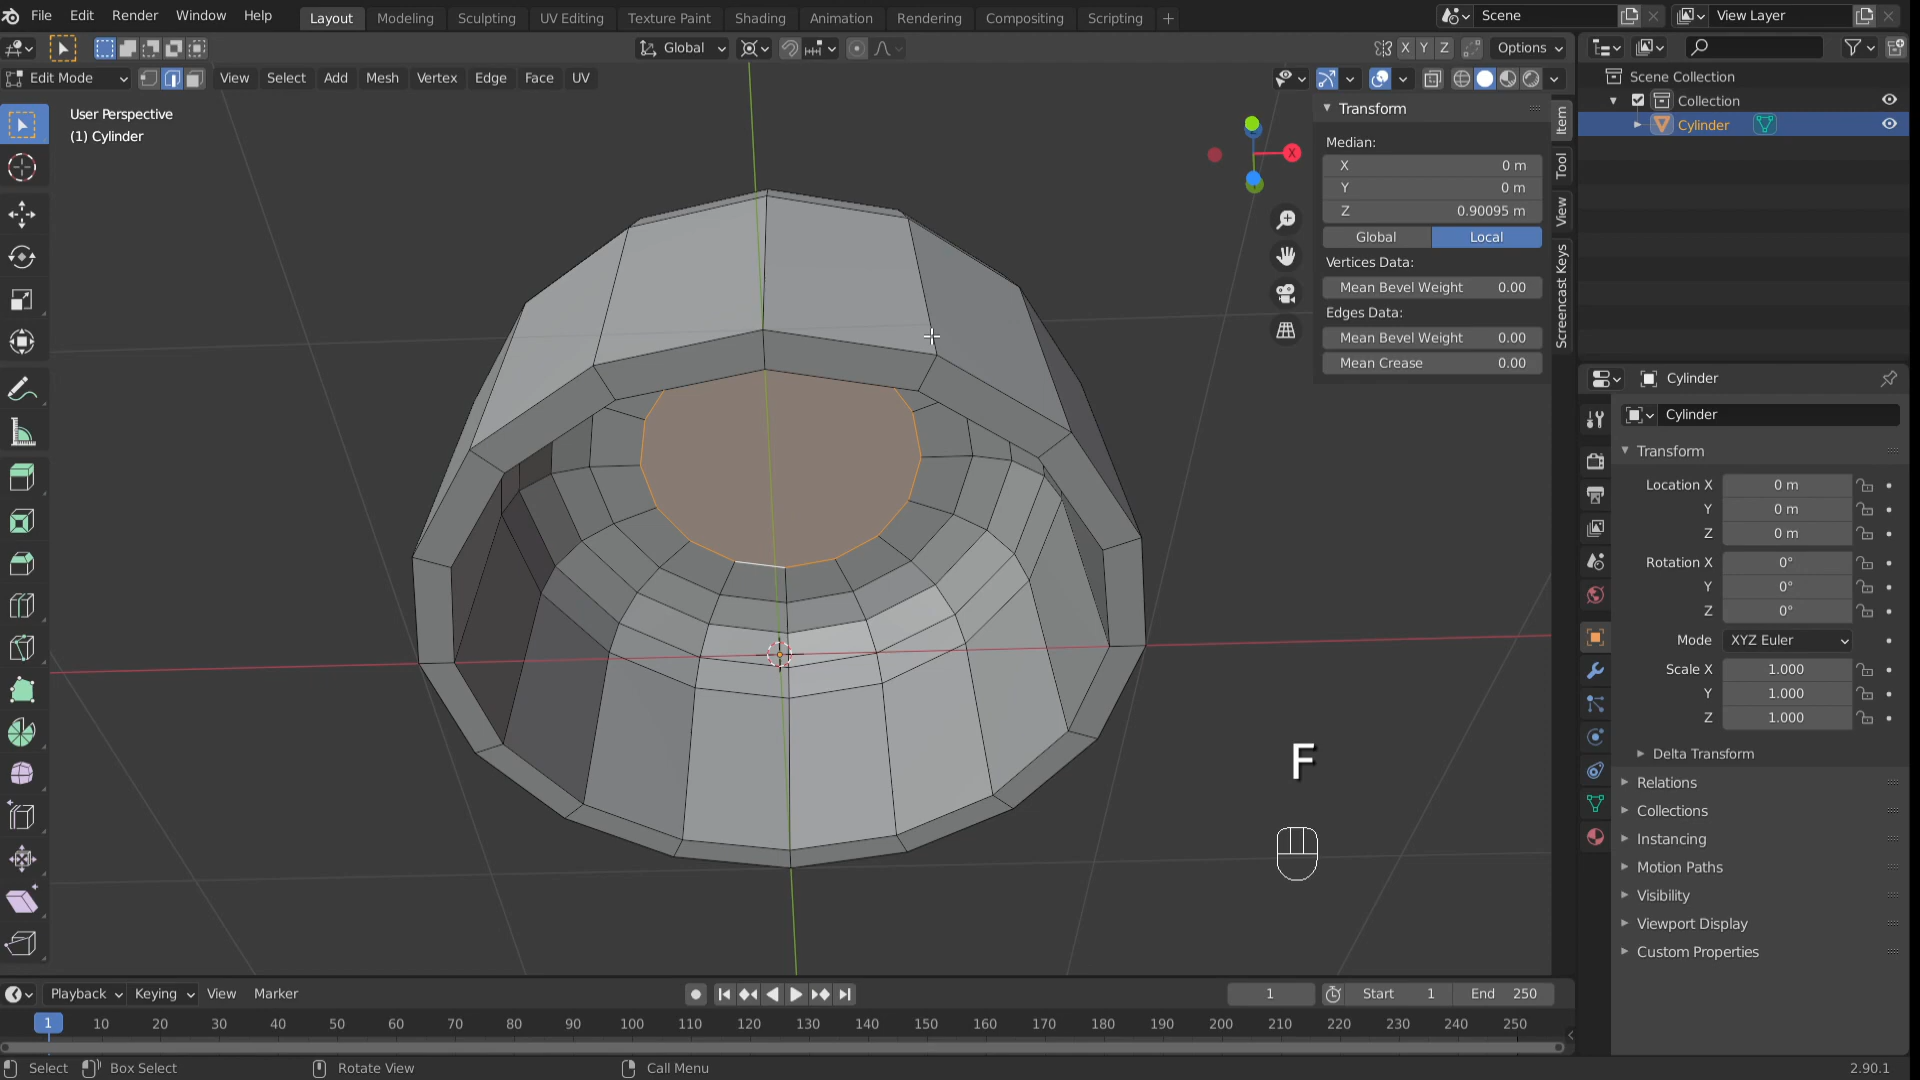 File Edit Render Window Help Layout Modeling Sculpting UV Editing Texture Paint Shading Animation Rendering Compositing Scripting + Scene View Layer
Global X Y Z Options
Edit Mode View Select Add Mesh Vertex Edge Face UV
User Perspective
(1) Cylinder
X
Transform
Median:
X 0 m
Y 0 m
Z 0.90095 m
Global Local
Vertices Data:
Mean Bevel Weight 0.00
Edges Data:
Mean Bevel Weight 0.00
Mean Crease 0.00
Item
Tool
View
Screencast Keys
Scene Collection
Collection
Cylinder
Cylinder
Cylinder
Transform
Location X 0 m
Y 0 m
Z 0 m
Rotation X 0°
Y 0°
Z 0°
Mode XYZ Euler
Scale X 1.000
Y 1.000
Z 1.000
Delta Transform
Relations
Collections
Instancing
Motion Paths
Visibility
Viewport Display
Custom Properties
F
Playback Keying View Marker 1 Start 1 End 250
1 10 20 30 40 50 60 70 80 90 100 110 120 130 140 150 160 170 180 190 200 210 220 230 240 250
Select Box Select Rotate View Call Menu 2.90.1